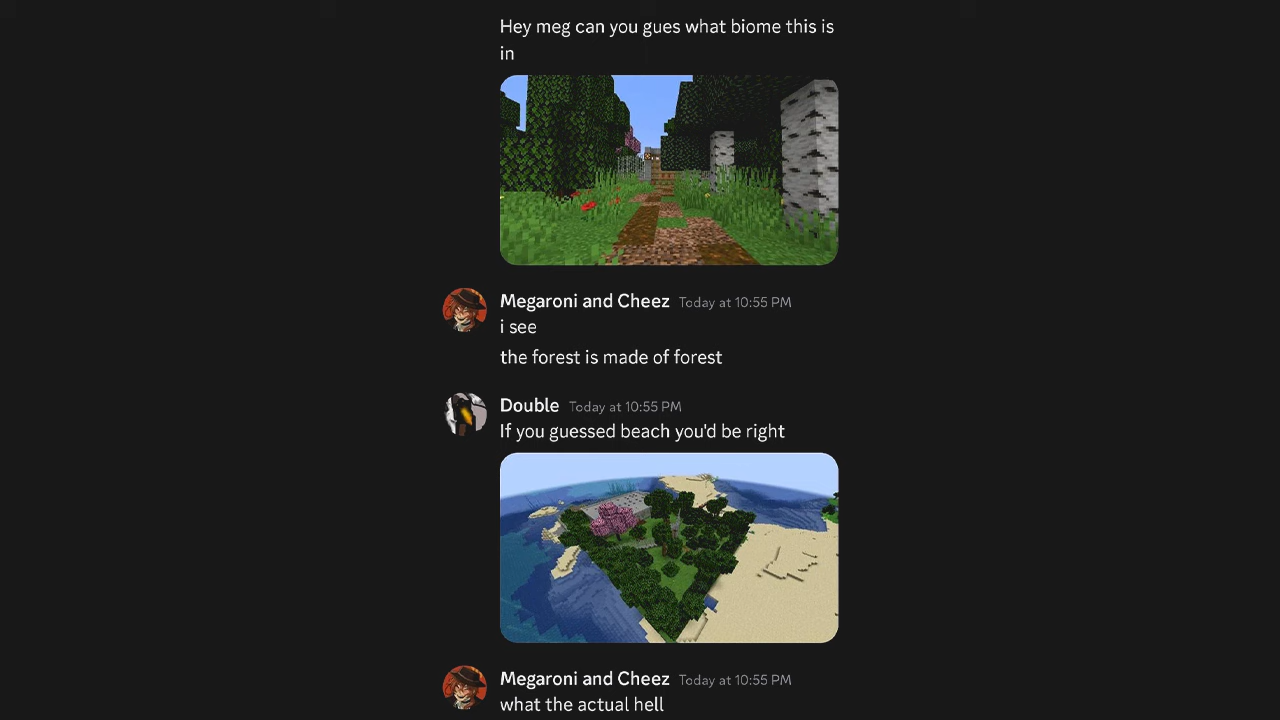 Hey meg can you gues what biome this is
in
Megaroni and Cheez Today at 10:55 PM
i see
the forest is made of forest
Double Today at 10:55 PM
If you guessed beach you'd be right
Megaroni and Cheez Today at 10:55 PM
what the actual hell